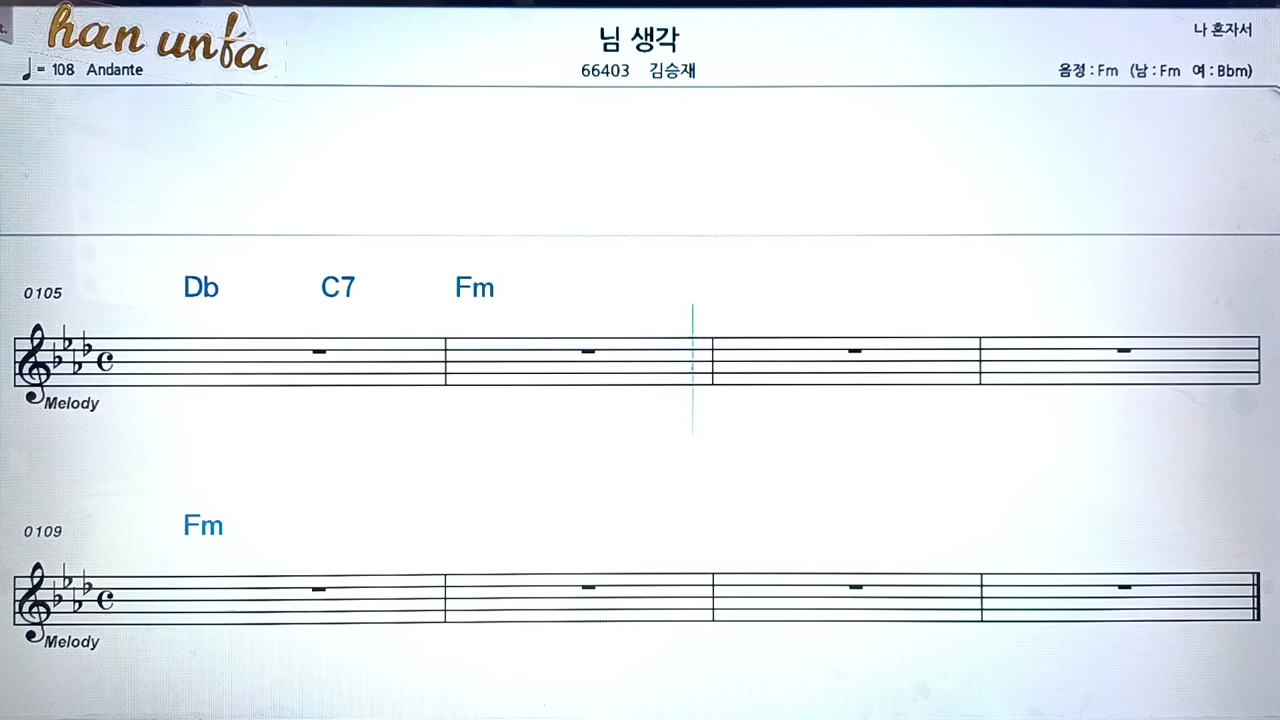 han unfa
님 생각
나 혼자서
♩= 108 Andante
66403 김승재
음정 : Fm (남 : Fm 여 : Bbm)
0105 Db C7 Fm
Melody
0109 Fm
Melody